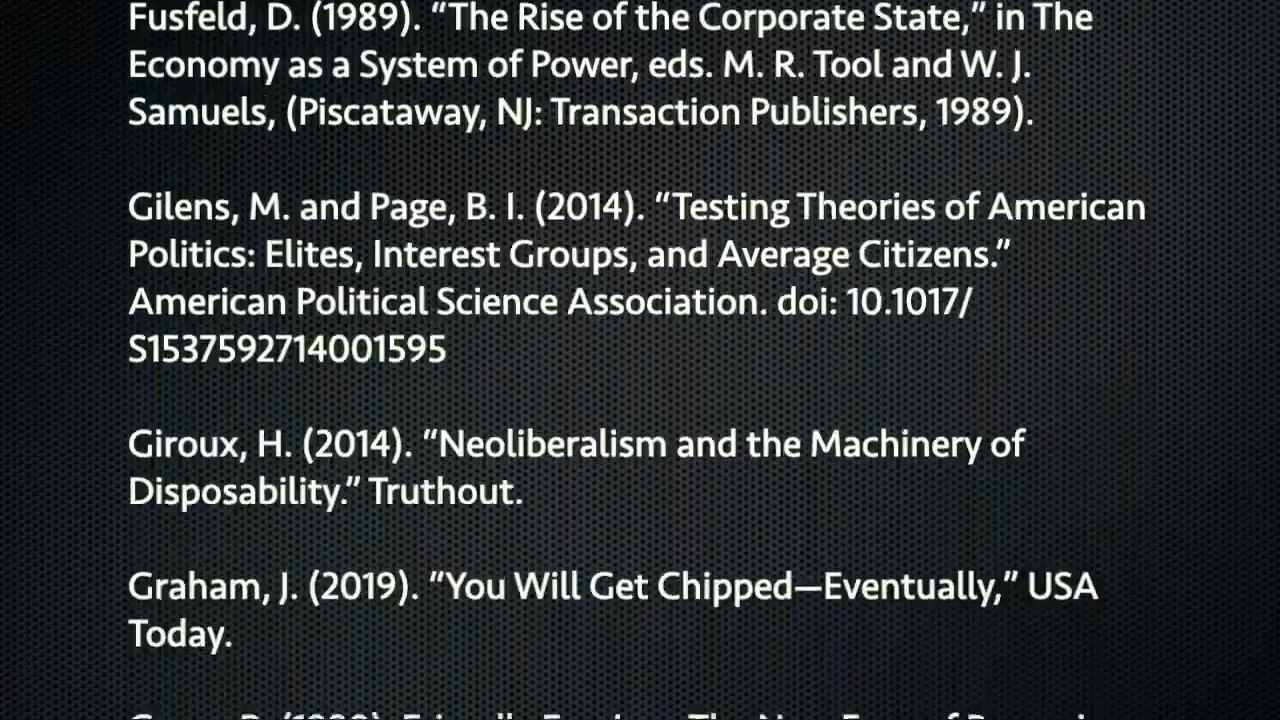 Fusfeld, D. (1989). “The Rise of the Corporate State,” in The
Economy as a System of Power, eds. M. R. Tool and W. J.
Samuels, (Piscataway, NJ: Transaction Publishers, 1989).
Gilens, M. and Page, B. I. (2014). “Testing Theories of American
Politics: Elites, Interest Groups, and Average Citizens.”
American Political Science Association. doi: 10.1017/
S1537592714001595
Giroux, H. (2014). “Neoliberalism and the Machinery of
Disposability.” Truthout.
Graham, J. (2019). “You Will Get Chipped—Eventually,” USA
Today.